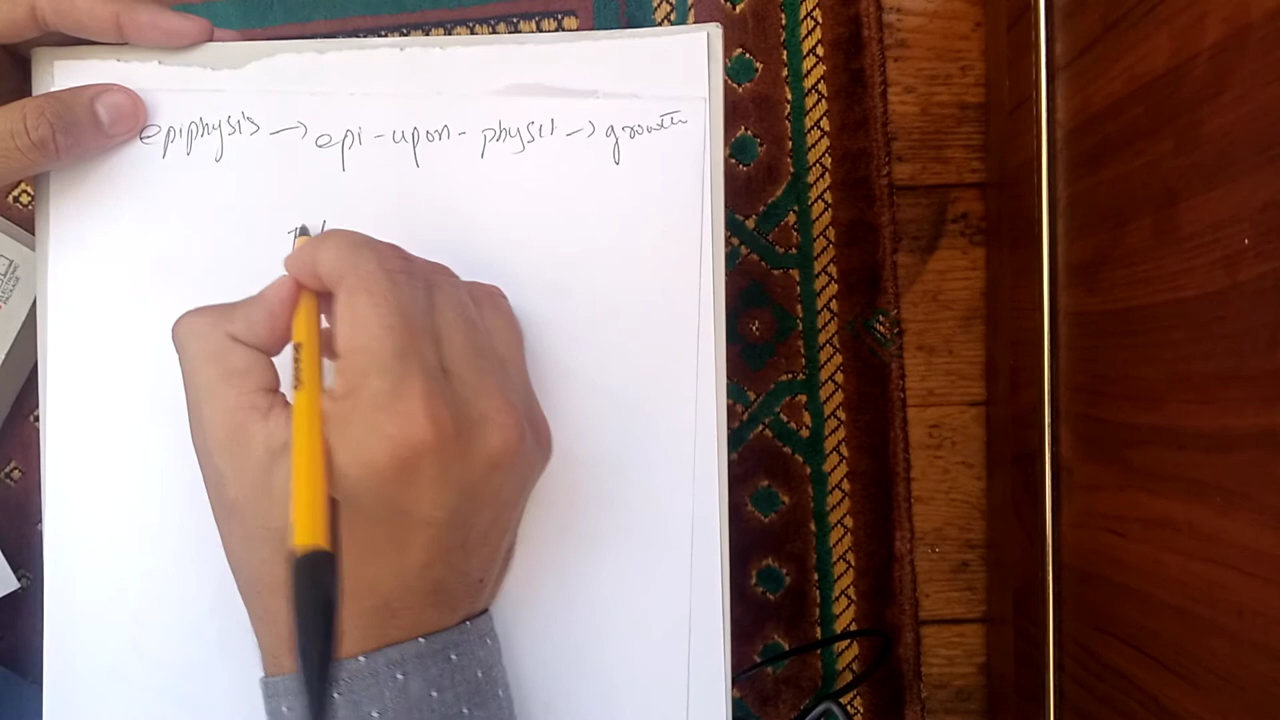 epiphysis → epi-upon- physis → growth